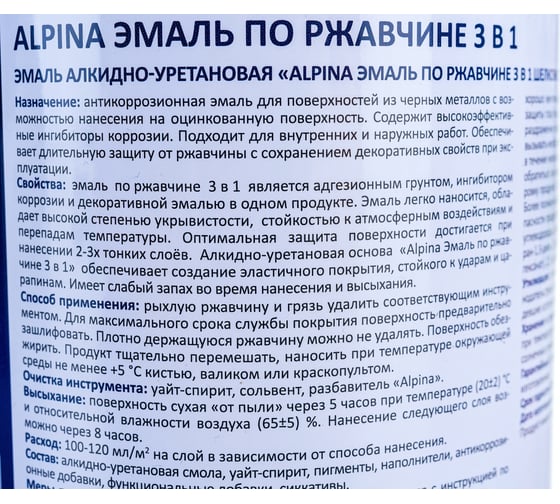 ALPINA ЭМАЛЬ ПО РЖАВЧИНЕ 3 В 1
ЭМАЛЬ АЛКИДНО-УРЕТАНОВАЯ «ALPINA ЭМАЛЬ ПО РЖАВЧИНЕ 3 В 1
Назначение: антикоррозионная эмаль для поверхностей из черных металлов с воз-
можностью нанесения на оцинкованную поверхность. Содержит высокоэффектив-
ные ингибиторы коррозии. Подходит для внутренних и наружных работ. Обеспечи-
вает длительную защиту от ржавчины с сохранением декоративных свойств при экс-
плуатации.
Свойства: эмаль по ржавчине 3 в 1 является адгезионным грунтом, ингибитором
коррозии и декоративной эмалью в одном продукте. Эмаль легко наносится, обла-
дает высокой степенью укрывистости, стойкостью к атмосферным воздействиям и
перепадам температуры. Оптимальная защита поверхности достигается при
нанесении 2-3х тонких слоёв. Алкидно-уретановая основа «Alpina Эмаль по ржав-
чине 3 в 1» обеспечивает создание эластичного покрытия, стойкого к ударам и ца-
рапинам. Имеет слабый запах во время нанесения и высыхания.
Способ применения: рыхлую ржавчину и грязь удалить соответствующим инстру-
ментом. Для максимального срока службы покрытия поверхность предварительно
зашлифовать. Плотно держащуюся ржавчину можно не удалять. Поверхность обез-
жирить. Продукт тщательно перемешать, наносить при температуре окружающей
среды не менее +5 °С кистью, валиком или краскопультом.
Очистка инструмента: уайт-спирит, сольвент, разбавитель «Alpina».
Высыхание: поверхность сухая «от пыли» через 5 часов при температуре (20±2) °С
и относительной влажности воздуха (65±5) %. Нанесение следующего слоя воз-
можно через 8 часов.
Расход: 100-120 мл/м² на слой в зависимости от способа нанесения.
Состав: алкидно-уретановая смола, уайт-спирит, пигменты, наполнители, антикоррози-
онные добавки, функциональные добавки, сиккативы.